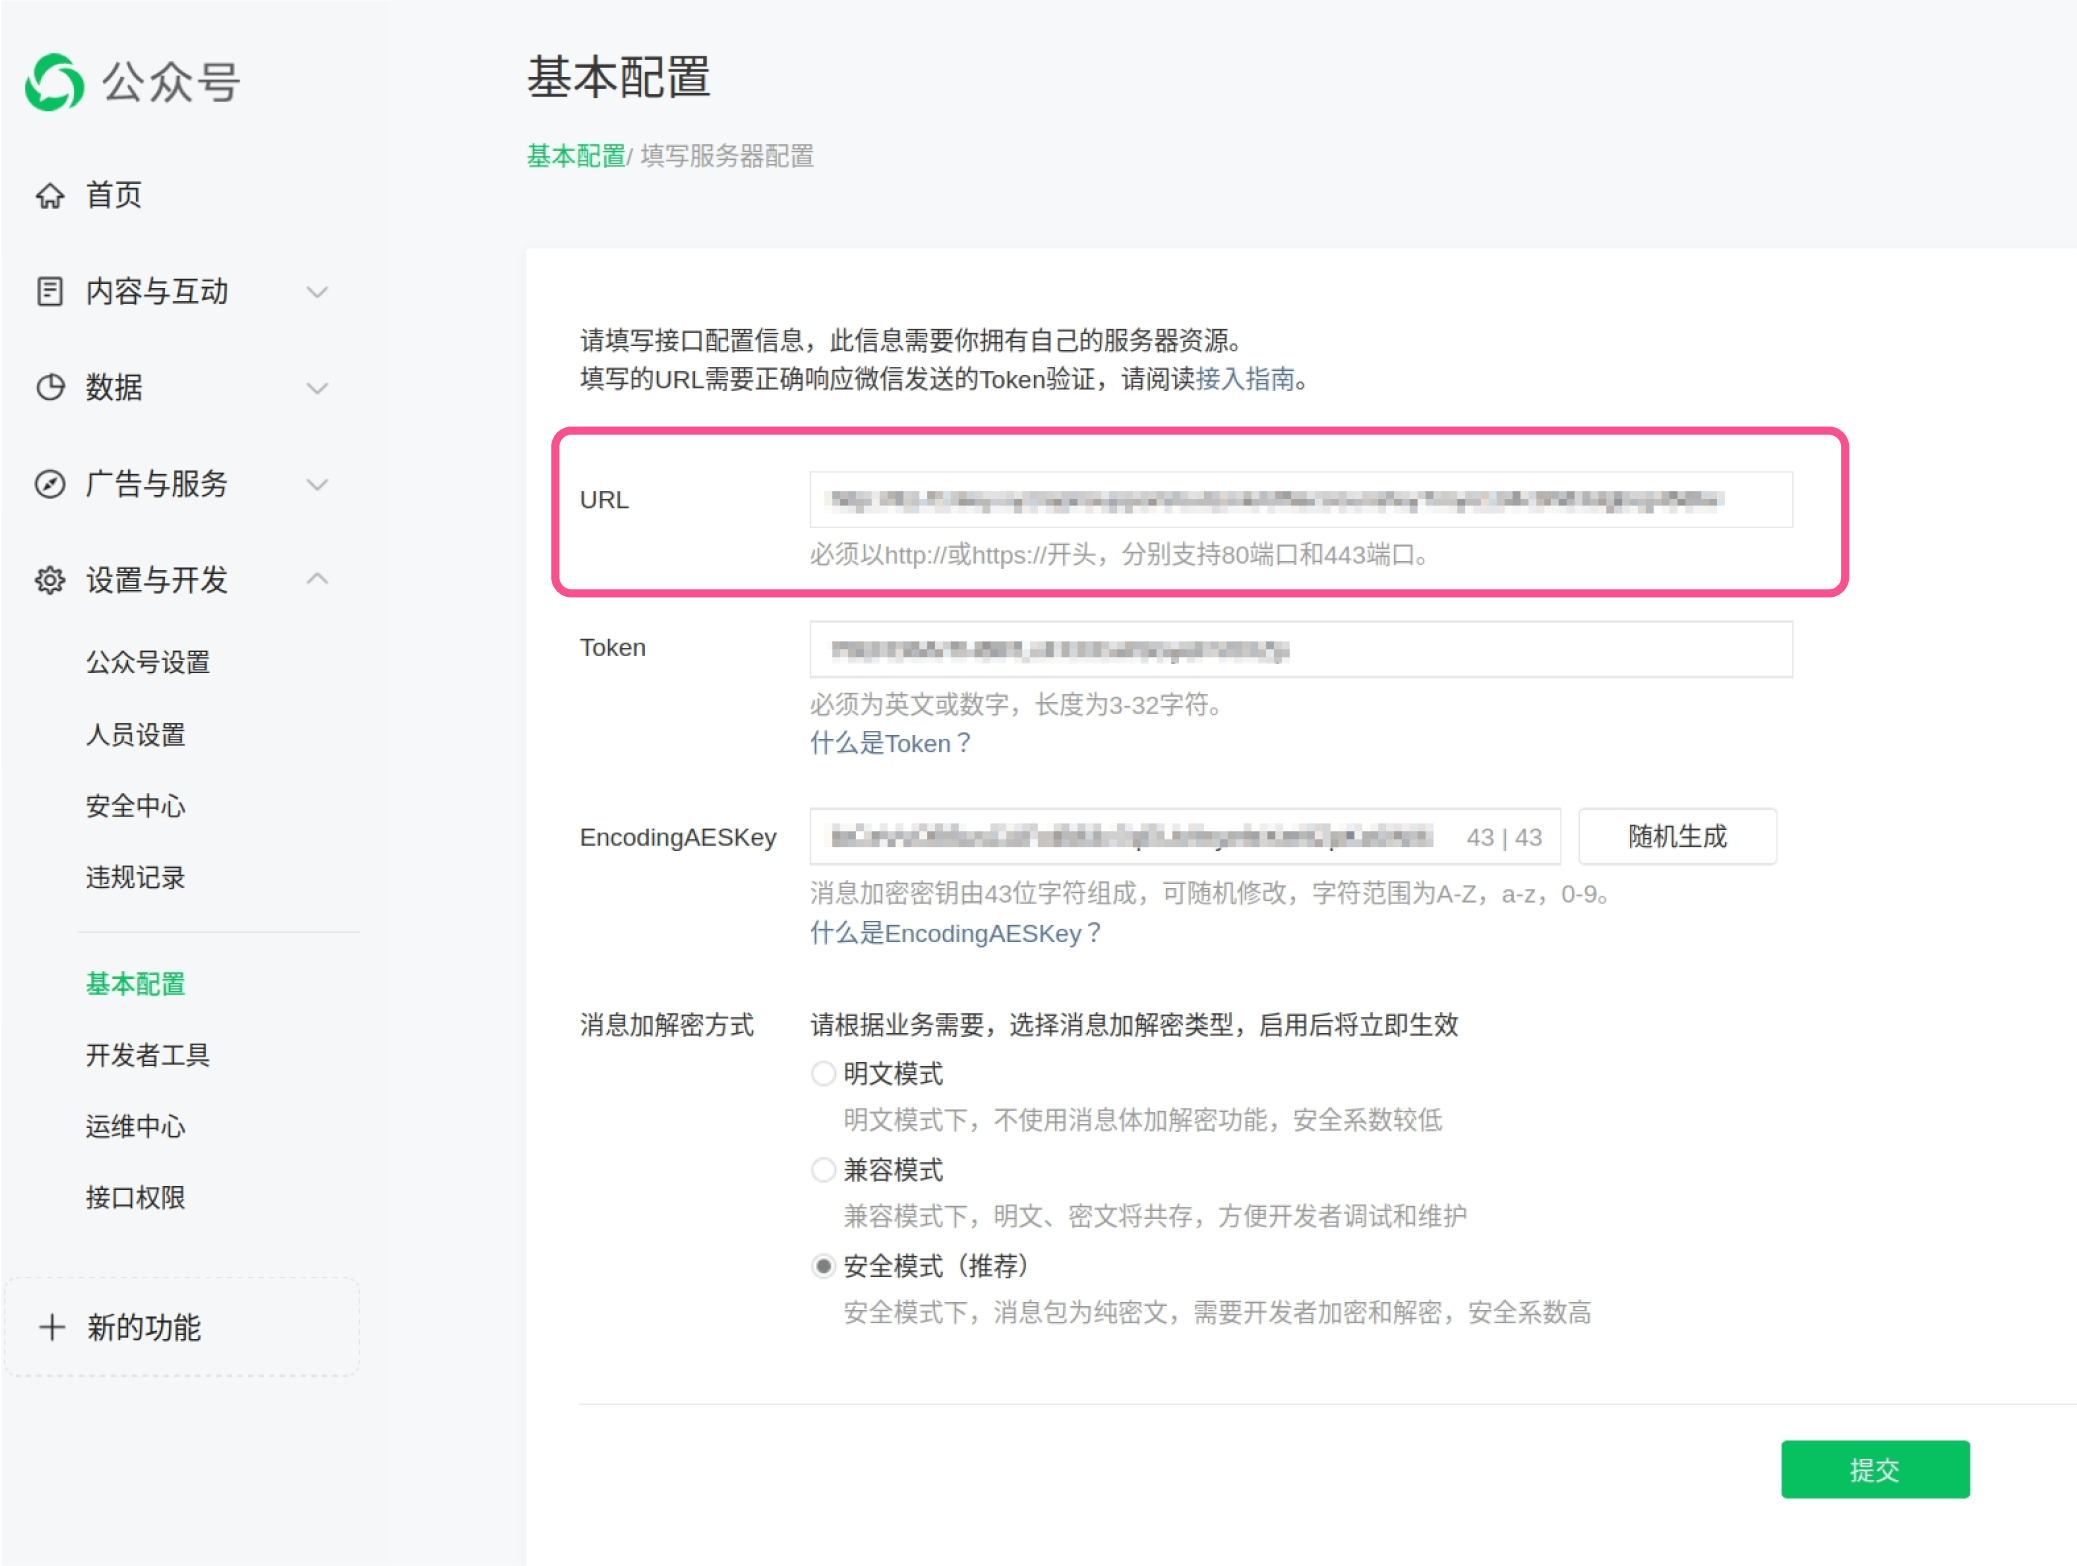 公众号
首页
内容与互动
数据
广告与服务
设置与开发
公众号设置
人员设置
安全中心
违规记录
基本配置
开发者工具
运维中心
接口权限
新的功能
基本配置
基本配置/ 填写服务器配置
请填写接口配置信息，此信息需要你拥有自己的服务器资源。
填写的URL需要正确响应微信发送的Token验证，请阅读接入指南。
URL
必须以http://或https://开头，分别支持80端口和443端口。
Token
必须为英文或数字，长度为3-32字符。
什么是Token？
EncodingAESKey
43 | 43
随机生成
消息加密密钥由43位字符组成，可随机修改，字符范围为A-Z，a-z，0-9。
什么是EncodingAESKey？
消息加解密方式
请根据业务需要，选择消息加解密类型，启用后将立即生效
明文模式
明文模式下，不使用消息体加解密功能，安全系数较低
兼容模式
兼容模式下，明文、密文将共存，方便开发者调试和维护
安全模式（推荐）
安全模式下，消息包为纯密文，需要开发者加密和解密，安全系数高
提交